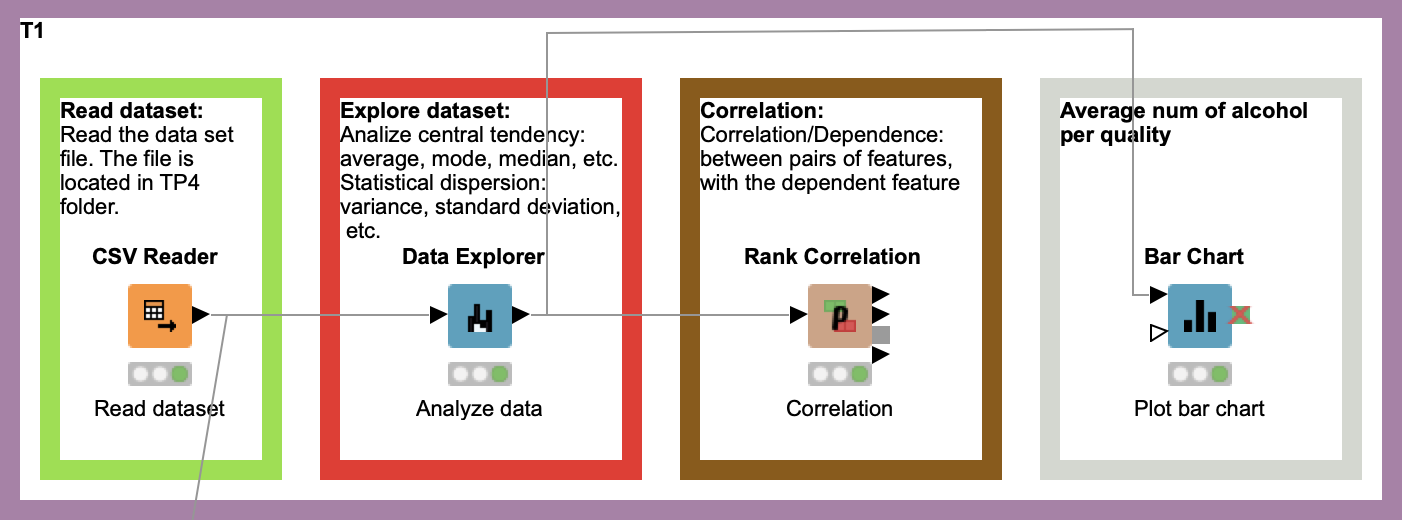 T1
Read dataset:
Read the data set
file. The file is
located in TP4
folder.
CSV Reader
Read dataset
Explore dataset:
Analize central tendency:
average, mode, median, etc.
Statistical dispersion:
variance, standard deviation,
etc.
Data Explorer
Analyze data
Correlation:
Correlation/Dependence:
between pairs of features,
with the dependent feature
Rank Correlation
ρ
Correlation
Average num of alcohol
per quality
Bar Chart
Plot bar chart